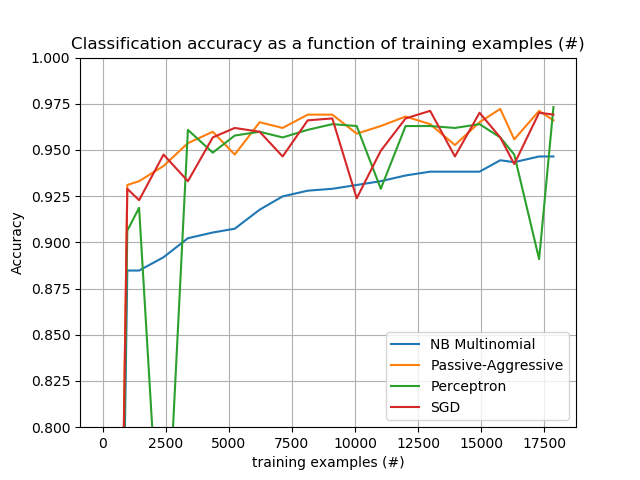 Classification accuracy as a function of training examples (#)
1.000
0.975
0.950
0.925
0.900
0.875
0.850
0.825
0.800
Accuracy
NB Multinomial
Passive-Aggressive
Perceptron
SGD
0 2500 5000 7500 10000 12500 15000 17500
training examples (#)